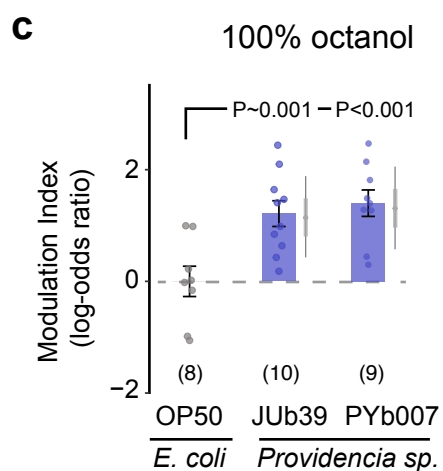 c
100% octanol
P~0.001
P<0.001
Modulation Index
(log-odds ratio)
2
0
−2
(8)
(10)
(9)
OP50
JUb39
PYb007
E. coli
Providencia sp.